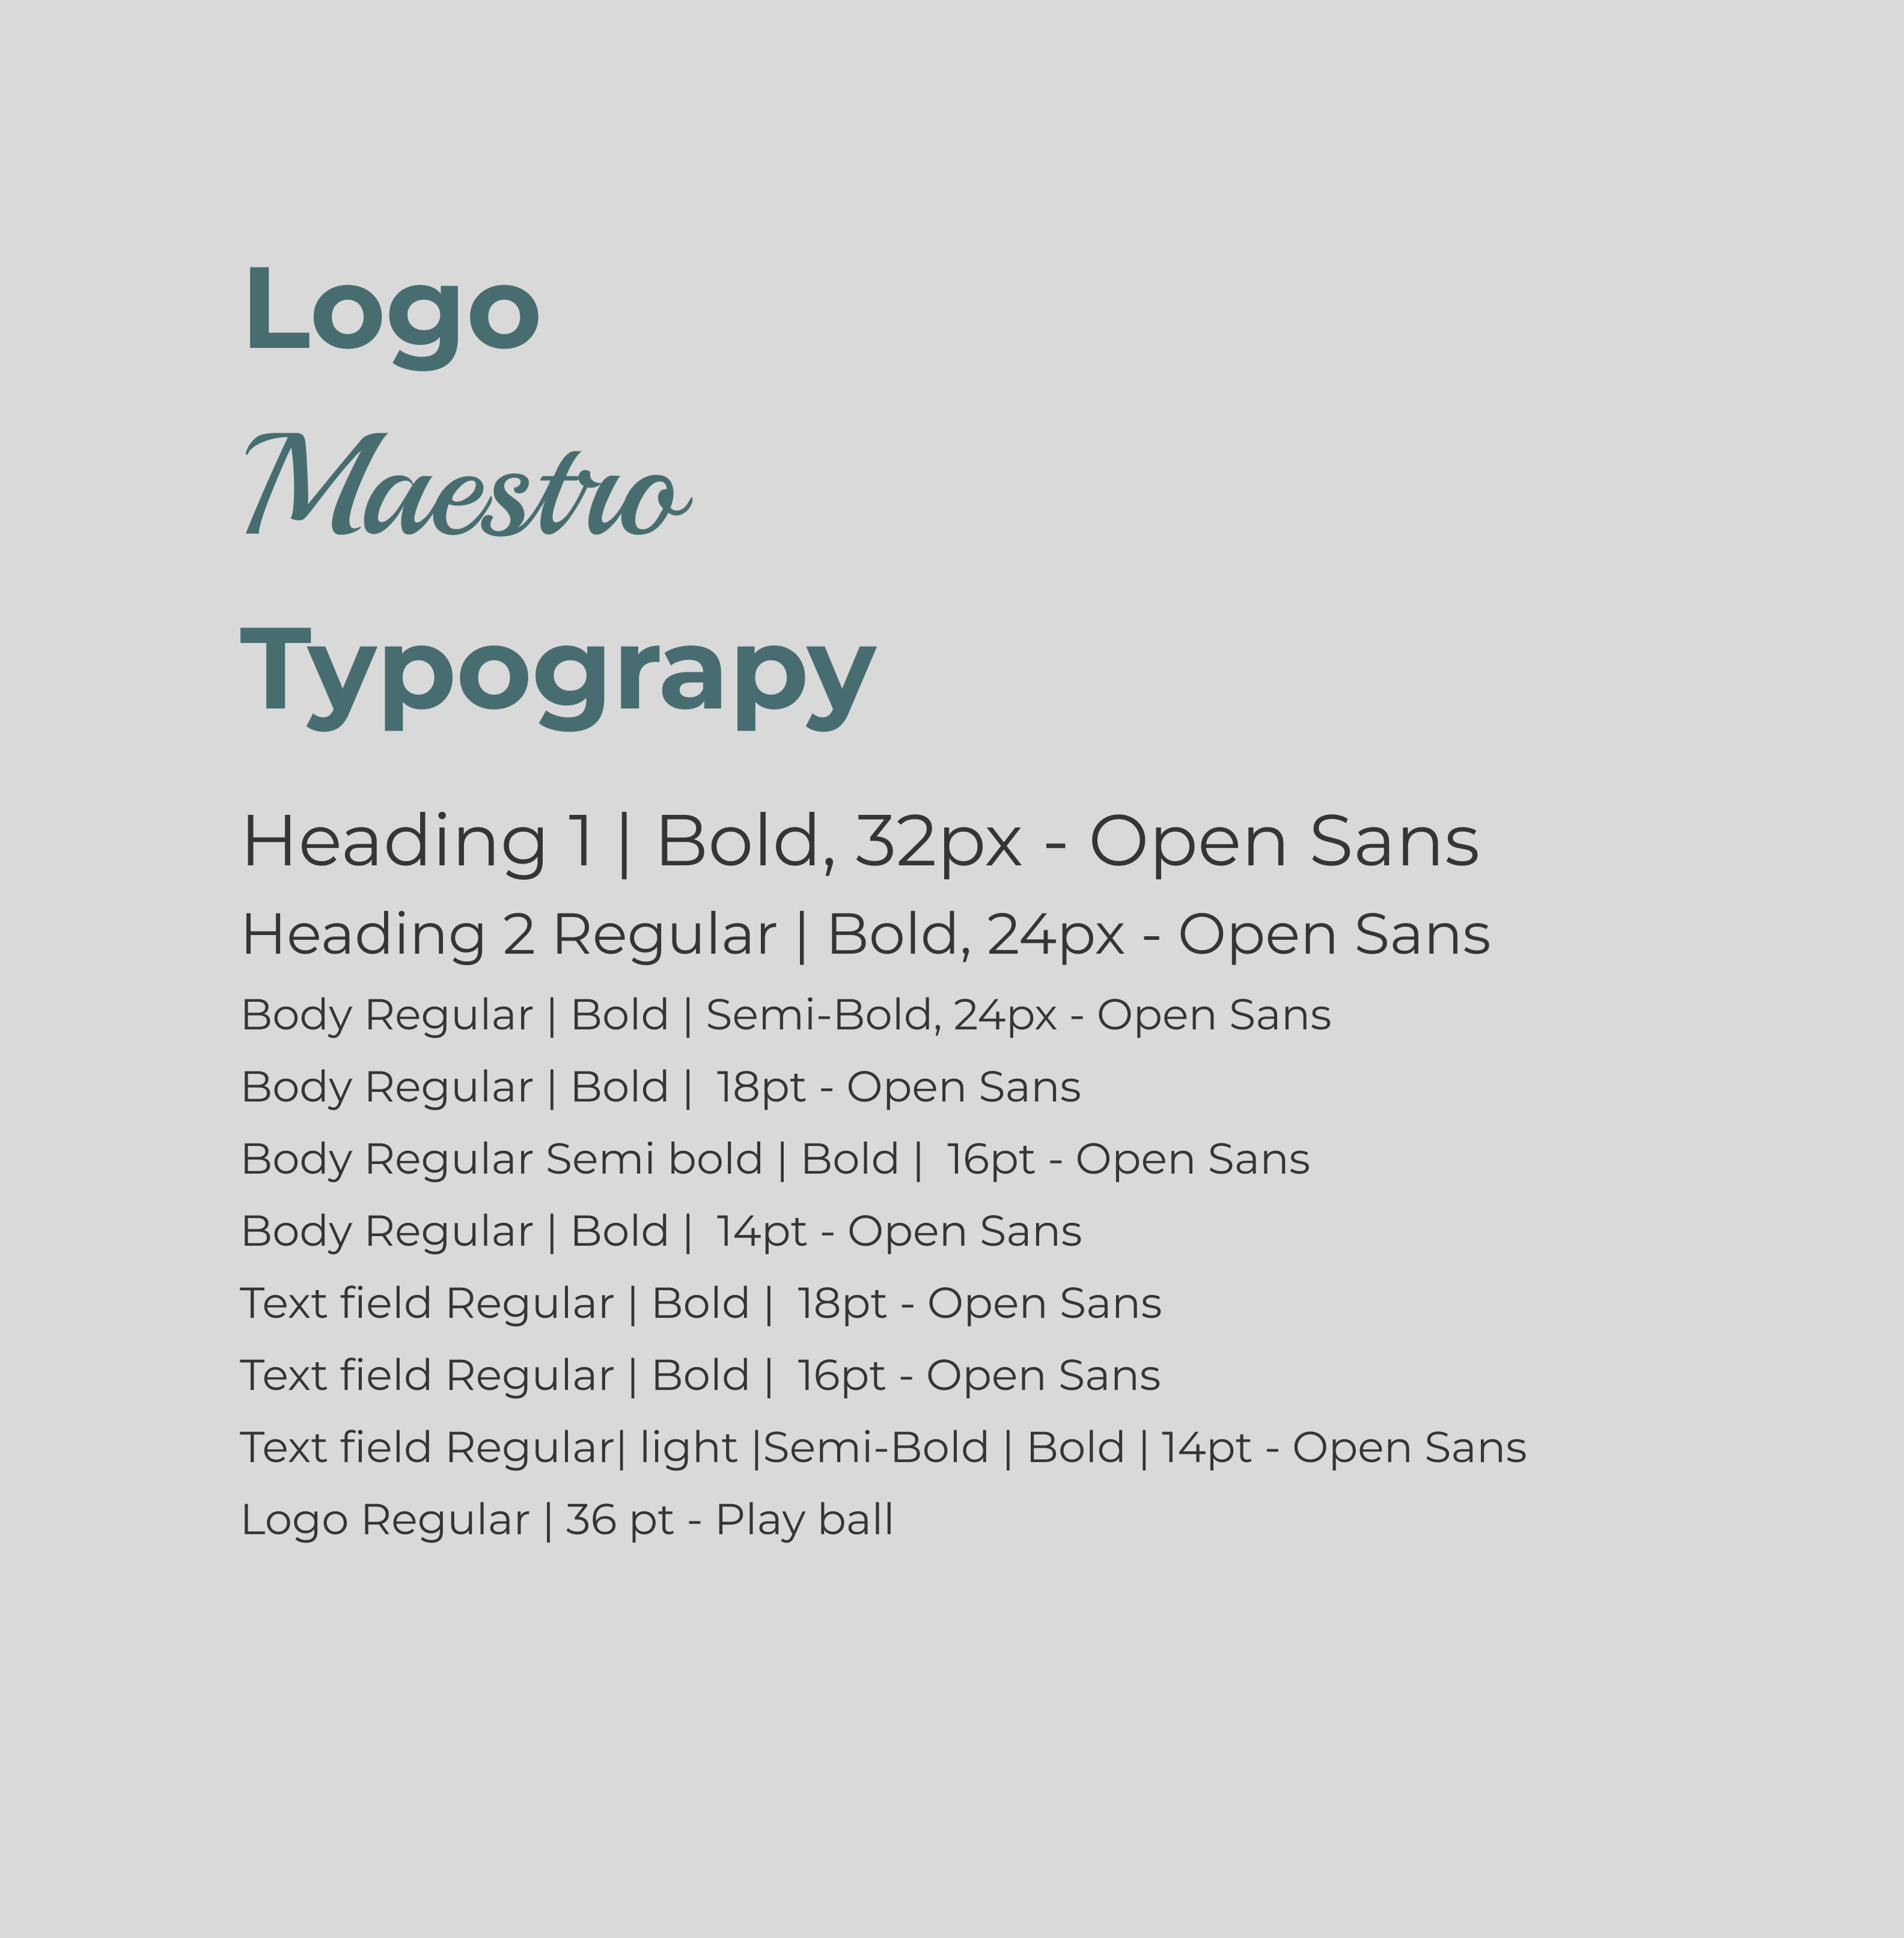 Logo
Maestro
Typograpy
Heading 1 | Bold, 32px - Open Sans
Heading 2 Regular | Bold, 24px - Open Sans
Body Regular | Bold | Semi-Bold, 24px - Open Sans
Body Regular | Bold |  18pt - Open Sans
Body Regular Semi bold | Bold |  16pt - Open Sans
Body Regular | Bold |  14pt - Open Sans
Text field Regular | Bold |  18pt - Open Sans
Text field Regular | Bold |  16pt - Open Sans
Text field Regular| light |Semi-Bold | Bold | 14pt - Open Sans
Logo Regular | 36 pt - Play ball